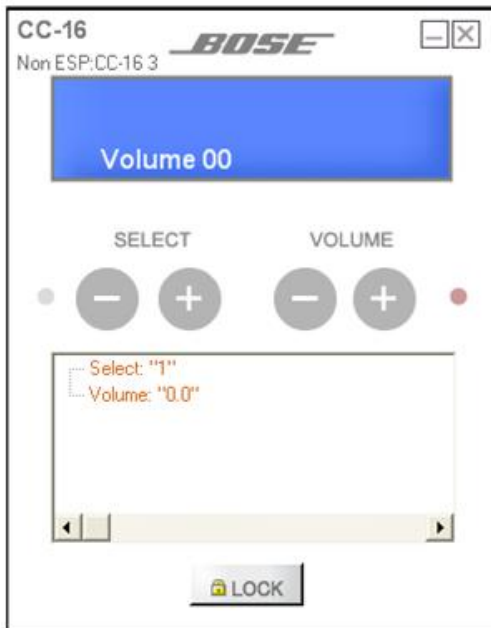 CC-16
BOSE
Non ESP:CC-16 3
Volume 00
SELECT VOLUME
Select: "1"
Volume: "0.0"
LOCK